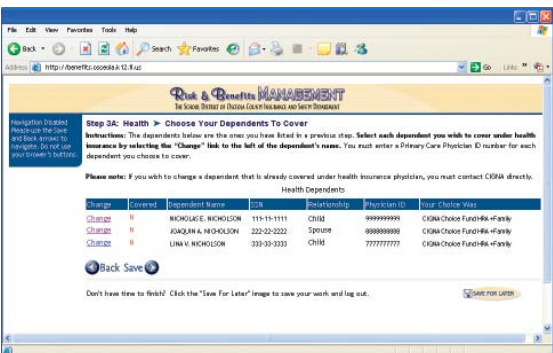 File Edit View Favorites Tools Help
Back Search Favorites
Address http://benefits.osceola.k12.fl.us Go Links »
Risk & Benefits MANAGEMENT
THE SCHOOL DISTRICT OF OSCEOLA COUNTY INSURANCE AND SAFETY DEPARTMENT
Navigation Disabled
Please use the Save
and Back arrows to
navigate. Do not use
your brower's buttons.
Step 3A: Health ➤ Choose Your Dependents To Cover
Instructions: The dependents below are the ones you have listed in a previous step. Select each dependent you wish to cover under health
insurance by selecting the "Change" link to the left of the dependent's name. You must enter a Primary Care Physician ID number for each
dependent you choose to cover.
Please note: If you wish to change a dependent that is already covered under health insurance physician, you must contact CIGNA directly.
Health Dependents
Change Covered Dependent Name SSN Relationship Physician ID Your Choice Was
Change N NICHOLAS E. NICHOLSON 111-11-1111 Child 9999999999 CIGNA Choice Fund HRA +Family
Change N JOAQUIN A. NICHOLSON 222-22-2222 Spouse 8888888888 CIGNA Choice Fund HRA +Family
Change N LINA V. NICHOLSON 333-33-3333 Child 7777777777 CIGNA Choice Fund HRA +Family
Back Save
Don't have time to finish? Click the "Save For Later" image to save your work and log out. SAVE FOR LATER